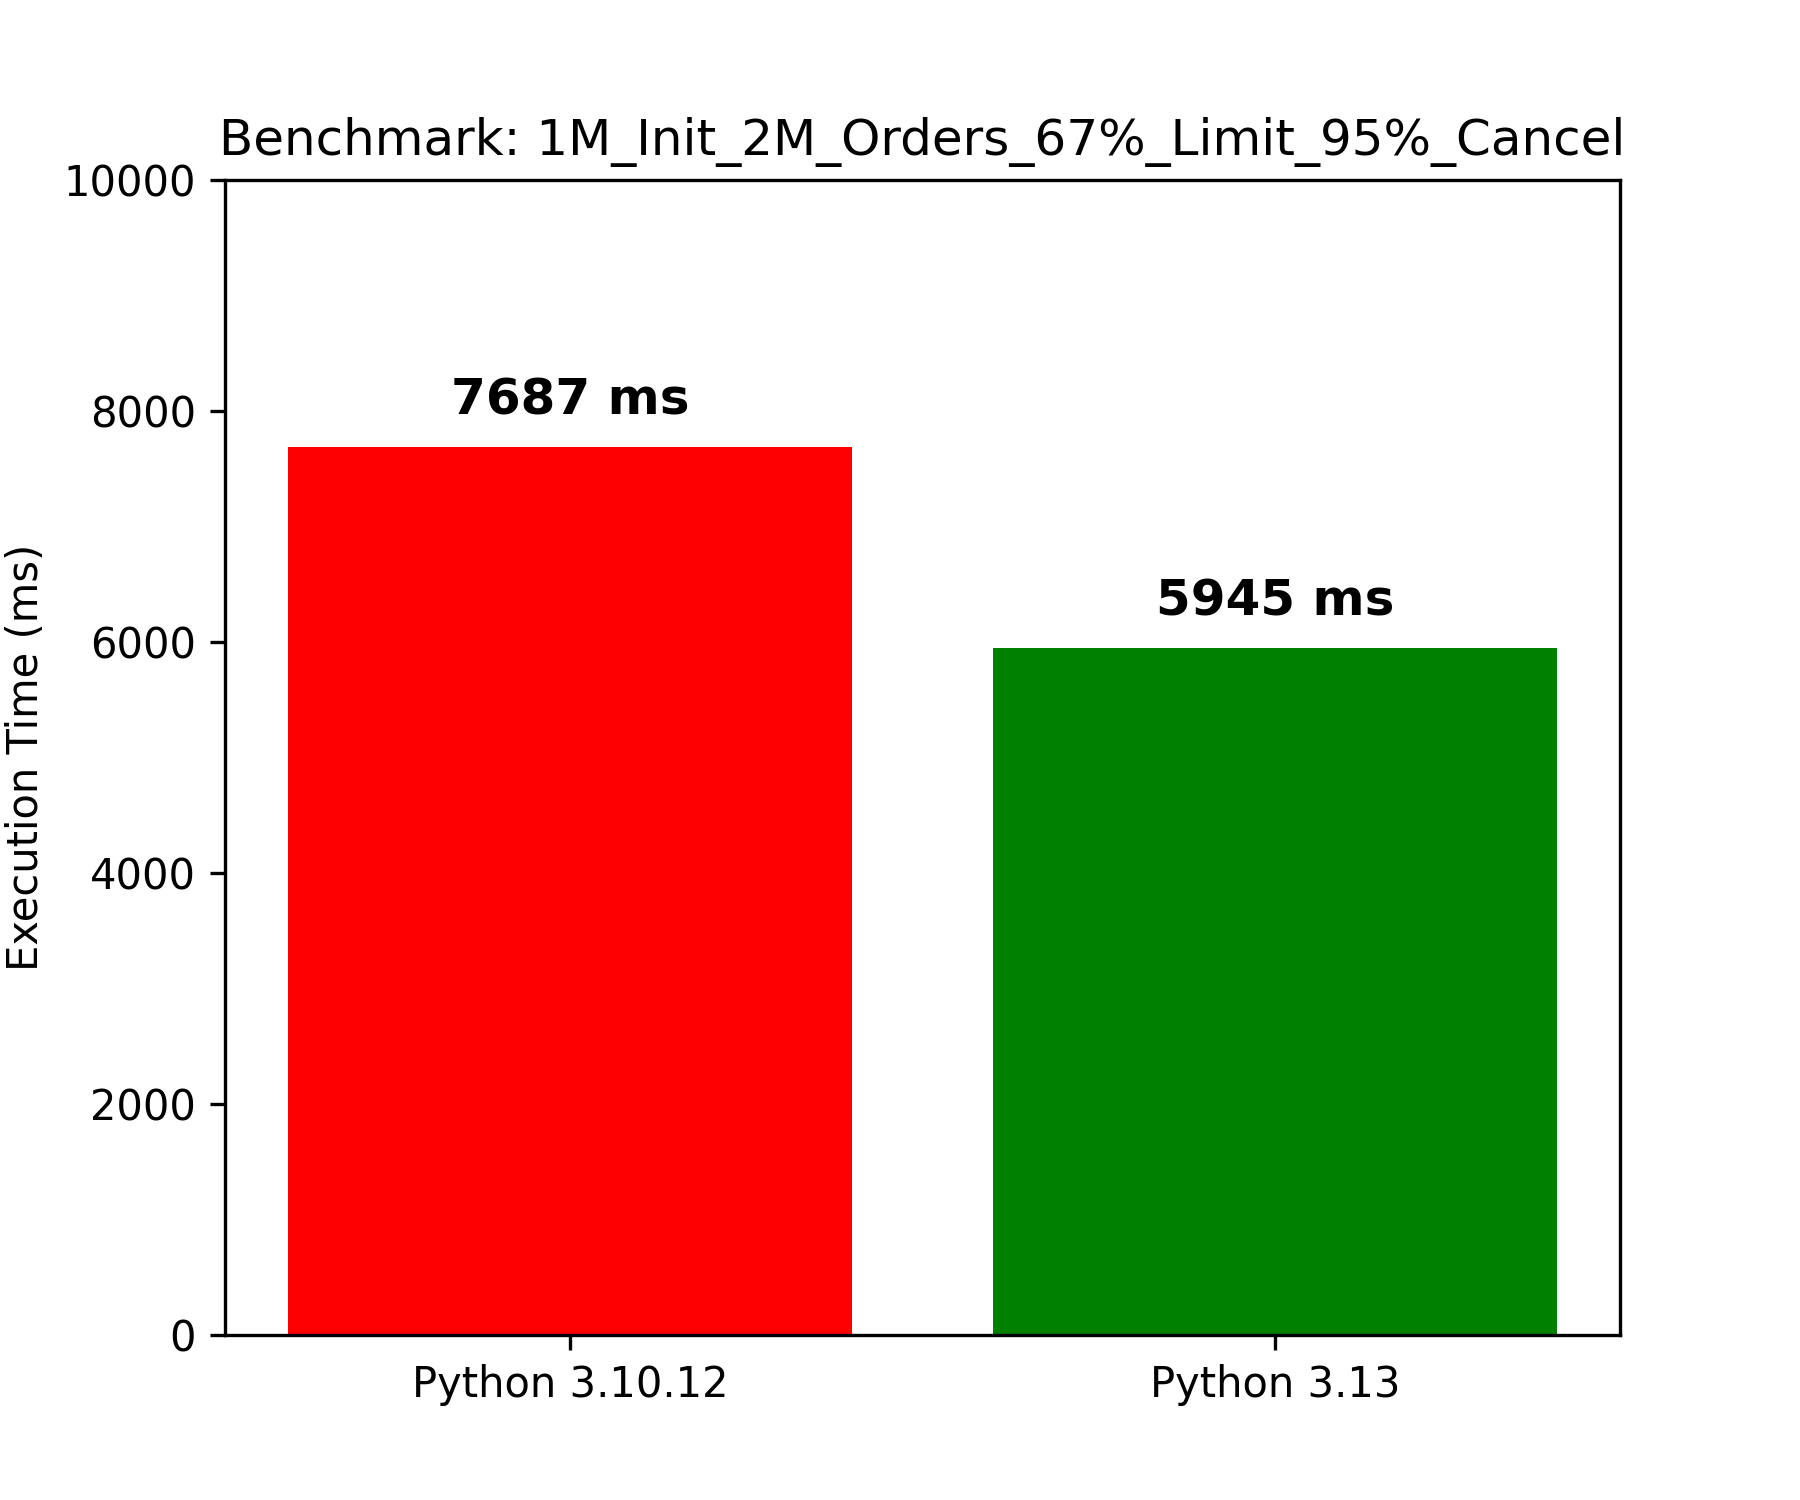 Benchmark: 1M_Init_2M_Orders_67%_Limit_95%_Cancel
10000
8000
6000
4000
2000
0
Execution Time (ms)
7687 ms
5945 ms
Python 3.10.12
Python 3.13